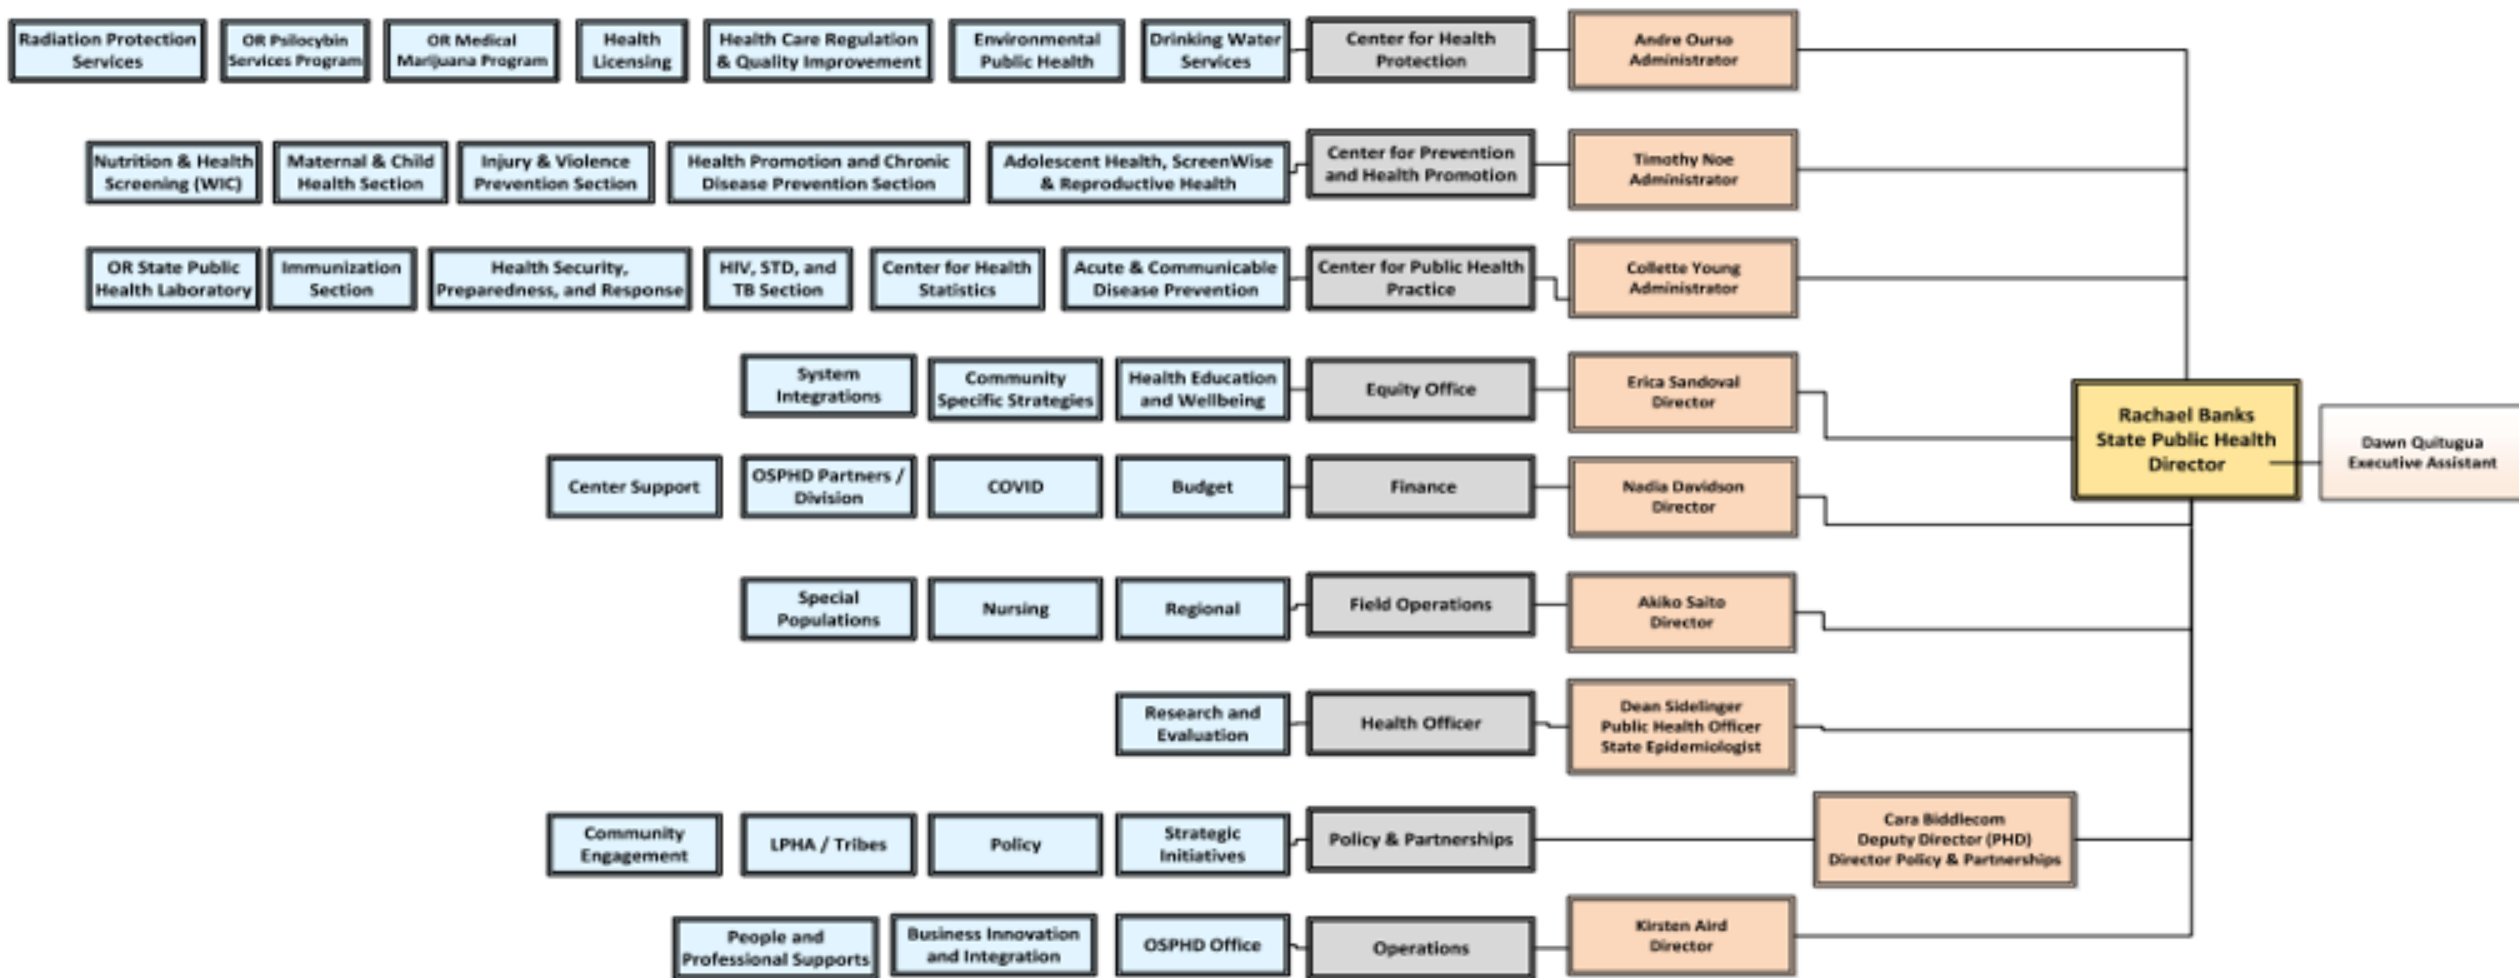 Radiation Protection
Services
OR Psilocybin
Services Program
OR Medical
Marijuana Program
Health
Licensing
Health Care Regulation
& Quality Improvement
Environmental
Public Health
Drinking Water
Services
Center for Health
Protection
Andre Ourso
Administrator
Nutrition & Health
Screening (WIC)
Maternal & Child
Health Section
Injury & Violence
Prevention Section
Health Promotion and Chronic
Disease Prevention Section
Adolescent Health, ScreenWise
& Reproductive Health
Center for Prevention
and Health Promotion
Timothy Noe
Administrator
OR State Public
Health Laboratory
Immunization
Section
Health Security,
Preparedness, and Response
HIV, STD, and
TB Section
Center for Health
Statistics
Acute & Communicable
Disease Prevention
Center for Public Health
Practice
Collette Young
Administrator
System
Integrations
Community
Specific Strategies
Health Education
and Wellbeing
Equity Office
Erica Sandoval
Director
Rachael Banks
State Public Health
Director
Dawn Quitugua
Executive Assistant
Center Support
OSPHD Partners /
Division
COVID
Budget
Finance
Nadia Davidson
Director
Special
Populations
Nursing
Regional
Field Operations
Akiko Saito
Director
Research and
Evaluation
Health Officer
Dean Sidelinger
Public Health Officer
State Epidemiologist
Community
Engagement
LPHA / Tribes
Policy
Strategic
Initiatives
Policy & Partnerships
Cara Biddlecom
Deputy Director (PHD)
Director Policy & Partnerships
People and
Professional Supports
Business Innovation
and Integration
OSPHD Office
Operations
Kirsten Aird
Director